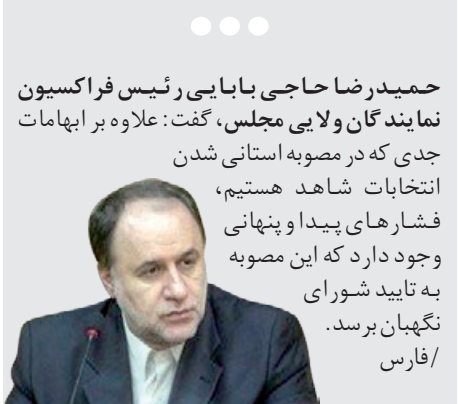 حمیدرضا حاجی بابایی رئیس فراکسیون
نمایندگان ولایی مجلس، گفت: علاوه بر ابهامات
جدی که در مصوبه استانی شدن
انتخابات شاهد هستیم،
فشارهای پیدا و پنهانی
وجود دارد که این مصوبه
به تایید شورای
نگهبان برسد.
/فارس